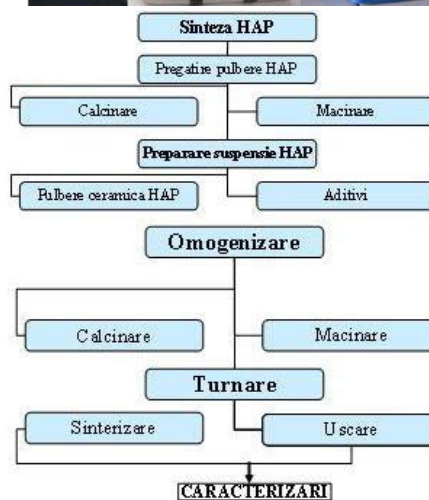 Sinteza HAP
Pregatire pulbere HAP
Calcinare Macinare
Preparare suspensie HAP
Pulbere ceramica HAP Aditivi
Omogenizare
Calcinare Macinare
Turnare
Sinterizare Uscare
CARACTERIZARI